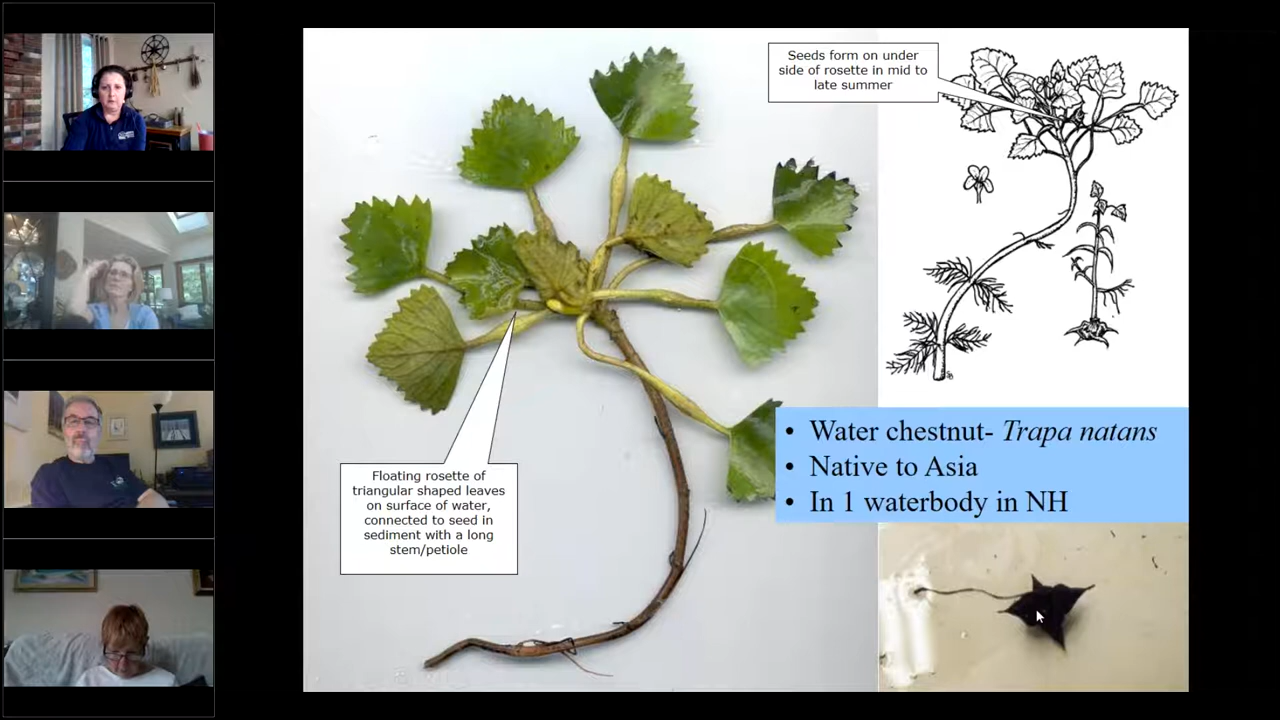 Seeds form on under
side of rosette in mid to
late summer
Floating rosette of
triangular shaped leaves
on surface of water,
connected to seed in
sediment with a long
stem/petiole
• Water chestnut- Trapa natans
• Native to Asia
• In 1 waterbody in NH